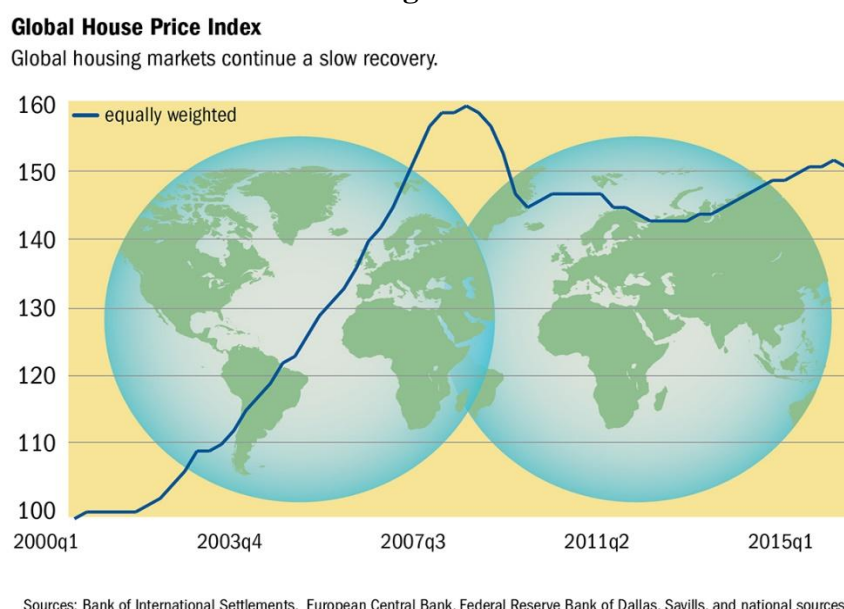 Global House Price Index
Global housing markets continue a slow recovery.
160
equally weighted
150
140
130
120
110
100
2000q1 2003q4 2007q3 2011q2 2015q1
Sources: Bank of International Settlements, European Central Bank, Federal Reserve Bank of Dallas, Savills, and national sources